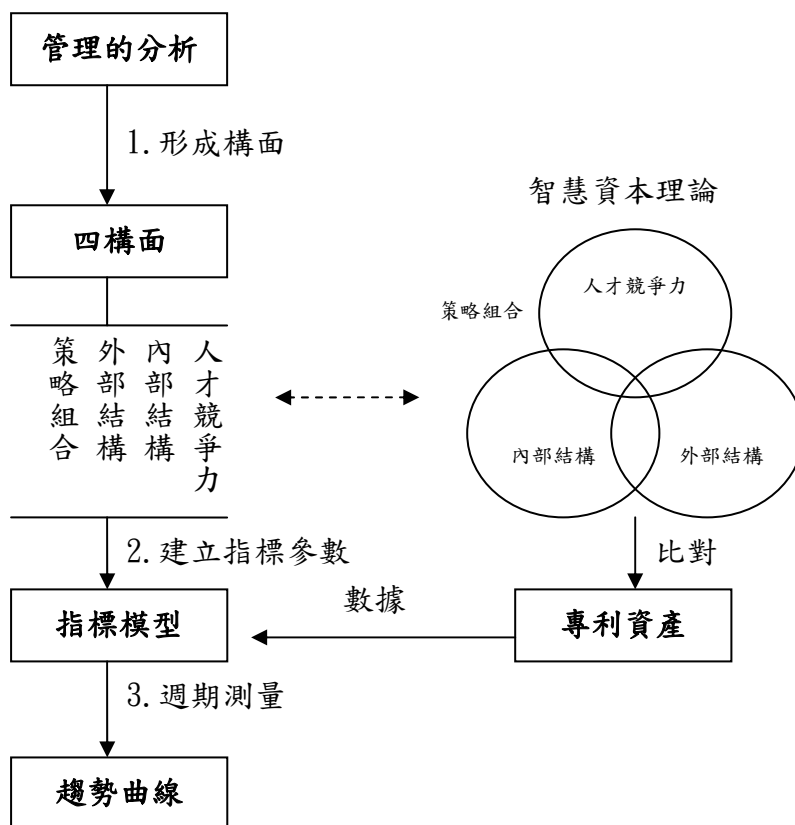 管理的分析
1.形成構面
四構面
智慧資本理論
人才競爭力
策略組合
內部結構
外部結構
人才競爭力
內部結構
外部結構
策略組合
2.建立指標參數
比對
數據
指標模型
專利資產
3.週期測量
趨勢曲線